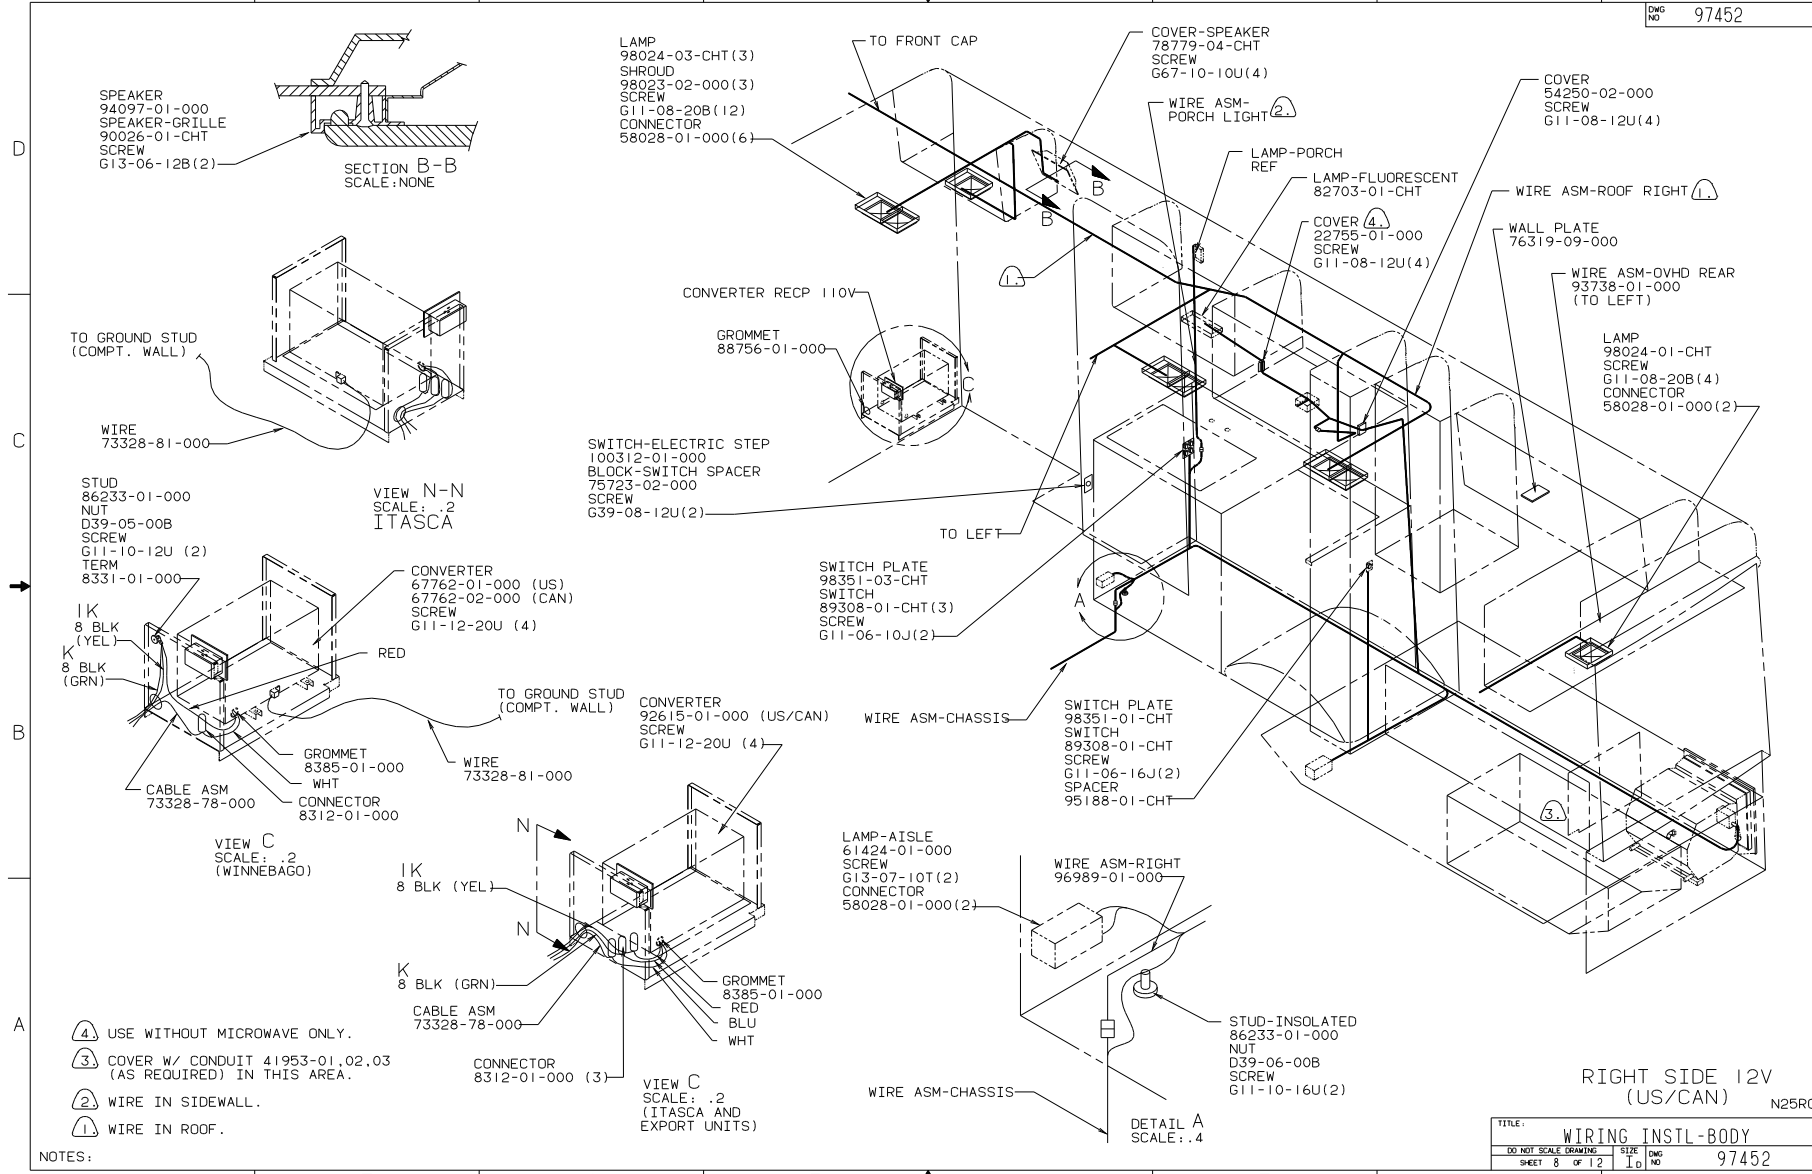 DWG NO 97452
SPEAKER
94097-01-000
SPEAKER-GRILLE
90026-01-CHT
SCREW
G13-06-12B(2)
SECTION B-B
SCALE:NONE
LAMP
98024-03-CHT(3)
SHROUD
98023-02-000(3)
SCREW
G11-08-20B(12)
CONNECTOR
58028-01-000(6)
TO FRONT CAP
COVER-SPEAKER
78779-04-CHT
SCREW
G67-10-10U(4)
WIRE ASM-
PORCH LIGHT 2.
COVER
54250-02-000
SCREW
G11-08-12U(4)
LAMP-PORCH
REF
LAMP-FLUORESCENT
82703-01-CHT
WIRE ASM-ROOF RIGHT 1.
B
B
COVER 4.
22755-01-000
SCREW
G11-08-12U(4)
WALL PLATE
76319-09-000
WIRE ASM-OVHD REAR
93738-01-000
(TO LEFT)
LAMP
98024-01-CHT
SCREW
G11-08-20B(4)
CONNECTOR
58028-01-000(2)
1.
CONVERTER RECP 110V
GROMMET
88756-01-000
C
TO GROUND STUD
(COMPT. WALL)
WIRE
73328-81-000
VIEW N-N
SCALE: .2
ITASCA
SWITCH-ELECTRIC STEP
100312-01-000
BLOCK-SWITCH SPACER
75723-02-000
SCREW
G39-08-12U(2)
TO LEFT
STUD
86233-01-000
NUT
D39-05-00B
SCREW
G11-10-12U (2)
TERM
8331-01-000
1K
8 BLK
(YEL)
K
8 BLK
(GRN)
CONVERTER
67762-01-000 (US)
67762-02-000 (CAN)
SCREW
G11-12-20U (4)
RED
TO GROUND STUD
(COMPT. WALL)
WIRE
73328-81-000
GROMMET
8385-01-000
WHT
CONNECTOR
8312-01-000
CABLE ASM
73328-78-000
VIEW C
SCALE: .2
(WINNEBAGO)
SWITCH PLATE
98351-03-CHT
SWITCH
89308-01-CHT(3)
SCREW
G11-06-10J(2)
A
WIRE ASM-CHASSIS
CONVERTER
92615-01-000 (US/CAN)
SCREW
G11-12-20U (4)
SWITCH PLATE
98351-01-CHT
SWITCH
89308-01-CHT
SCREW
G11-06-16J(2)
SPACER
95188-01-CHT
3.
N
N
1K
8 BLK (YEL)
K
8 BLK (GRN)
CABLE ASM
73328-78-000
CONNECTOR
8312-01-000 (3)
GROMMET
8385-01-000
RED
BLU
WHT
VIEW C
SCALE: .2
(ITASCA AND
EXPORT UNITS)
LAMP-AISLE
61424-01-000
SCREW
G13-07-10T(2)
CONNECTOR
58028-01-000(2)
WIRE ASM-RIGHT
96989-01-000
STUD-INSOLATED
86233-01-000
NUT
D39-06-00B
SCREW
G11-10-16U(2)
WIRE ASM-CHASSIS
DETAIL A
SCALE:.4
4. USE WITHOUT MICROWAVE ONLY.
3. COVER W/ CONDUIT 41953-01,02,03
(AS REQUIRED) IN THIS AREA.
2. WIRE IN SIDEWALL.
1. WIRE IN ROOF.
NOTES:
RIGHT SIDE 12V
(US/CAN)
TITLE:
WIRING INSTL-BODY
DO NOT SCALE DRAWING
SHEET 8 OF 12
SIZE D
DWG NO 97452
D
C
B
A